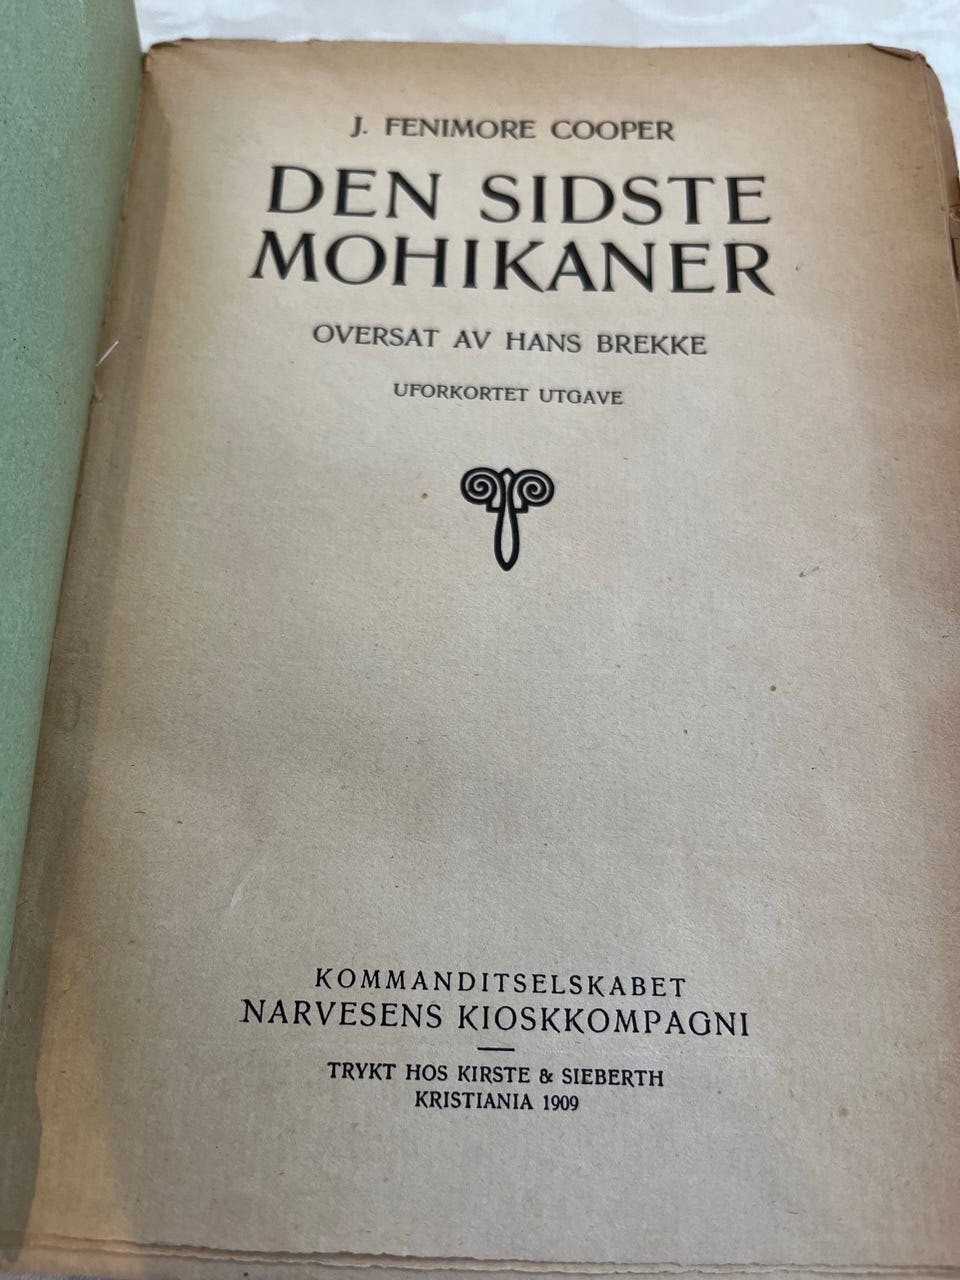 J. FENIMORE COOPER
DEN SIDSTE
MOHIKANER
OVERSAT AV HANS BREKKE
UFORKORTET UTGAVE
KOMMANDITSELSKABET
NARVESENS KIOSKKOMPAGNI
TRYKT HOS KIRSTE & SIEBERTH
KRISTIANIA 1909